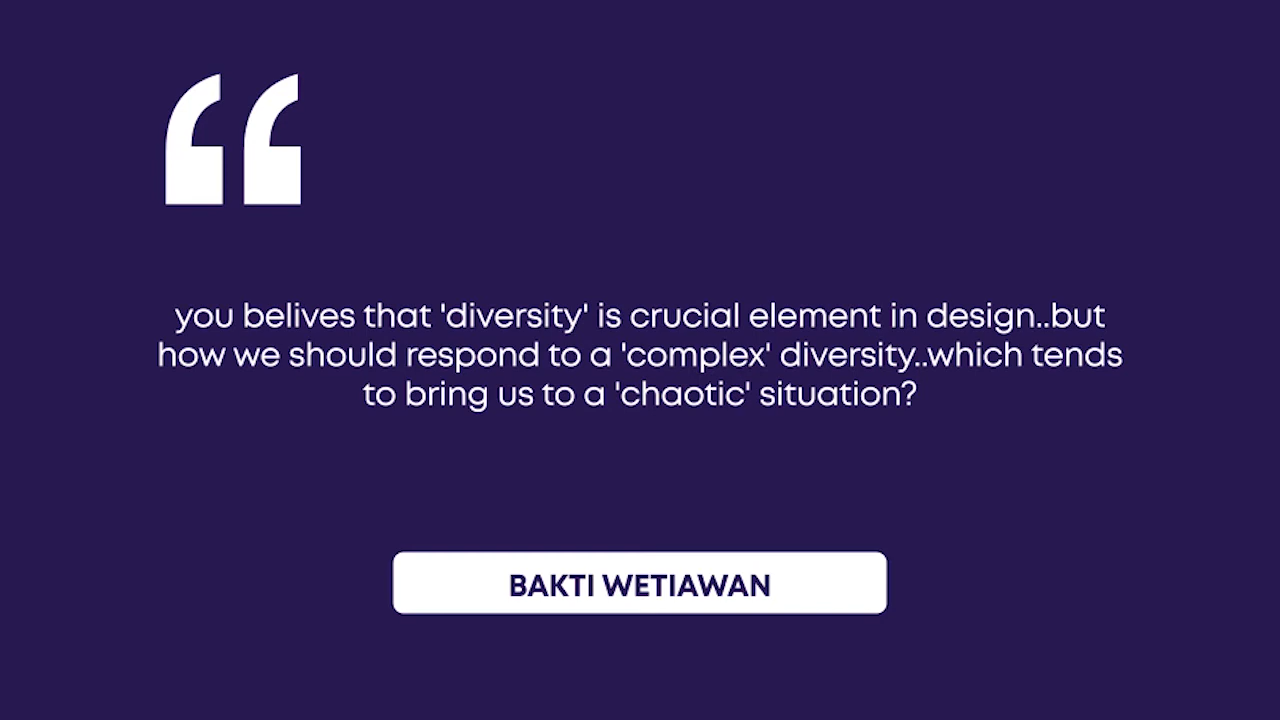 “
you belives that 'diversity' is crucial element in design..but
how we should respond to a 'complex' diversity..which tends
to bring us to a 'chaotic' situation?
BAKTI WETIAWAN